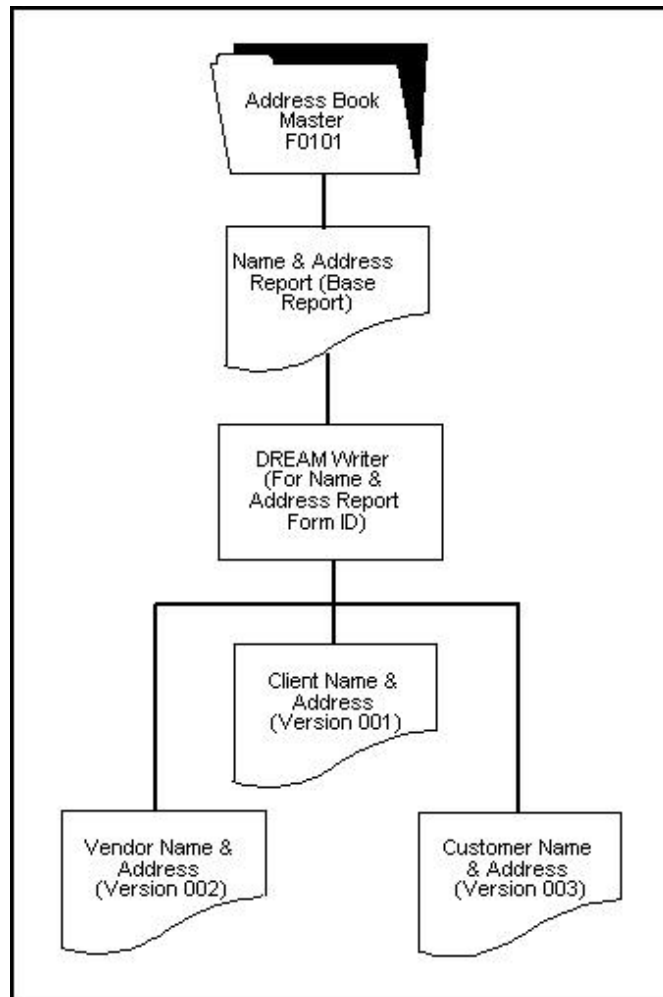 Address Book
Master
F0101
Name & Address
Report (Base
Report)
DREAM Writer
(For Name &
Address Report
Form ID)
Client Name &
Address
(Version 001)
Vendor Name &
Address
(Version 002)
Customer Name
& Address
(Version 003)